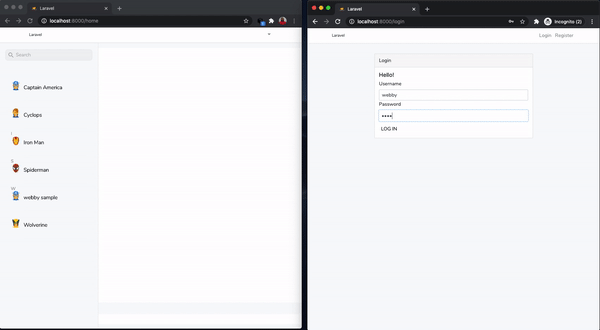 Laravel
localhost:8000/home
Laravel
Search
Captain America
Cyclops
I
Iron Man
S
Spiderman
W
webby sample
Wolverine
Laravel
localhost:8000/login
Incognito (2)
Laravel
Login
Register
Login
Hello!
Username
webby
Password
••••
LOG IN